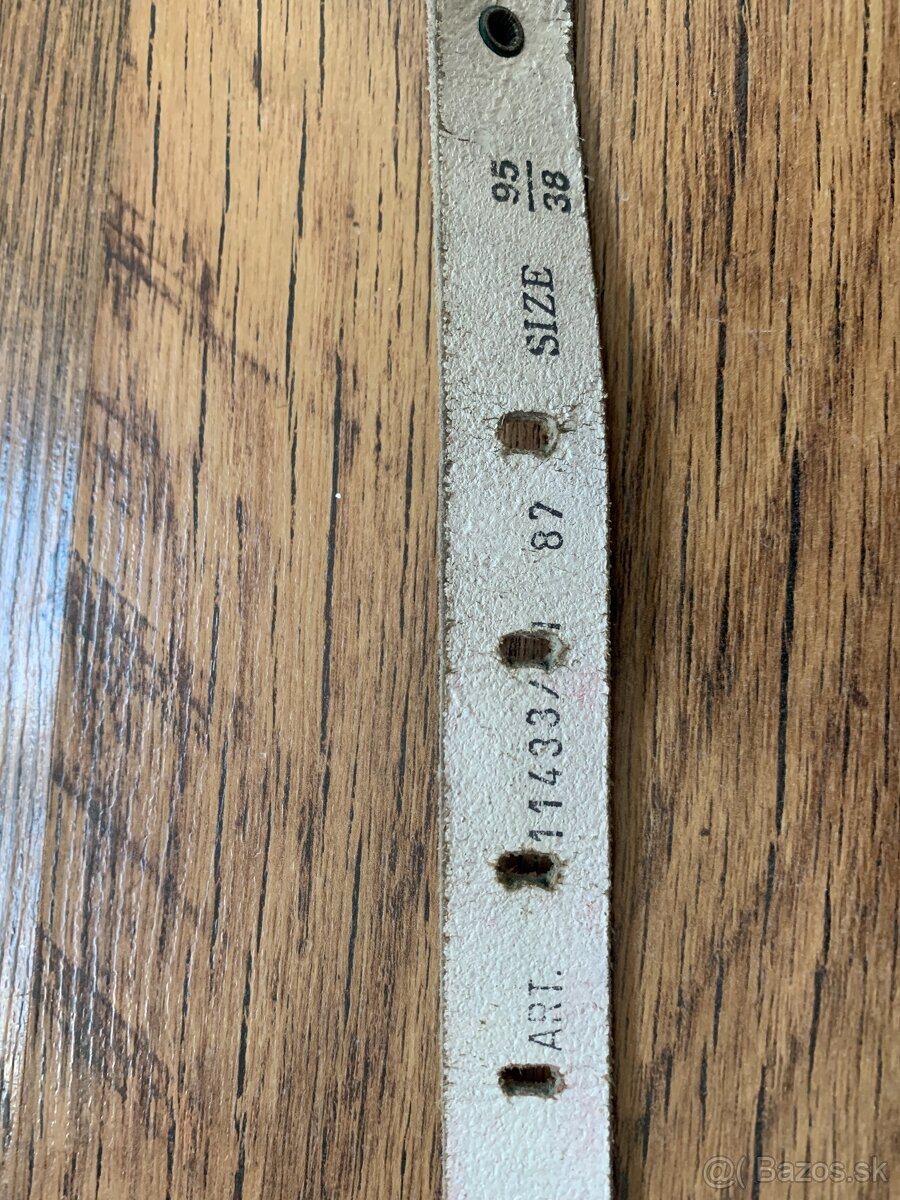 ART. 11433/ 87 SIZE 95
38
@( Bazos.sk